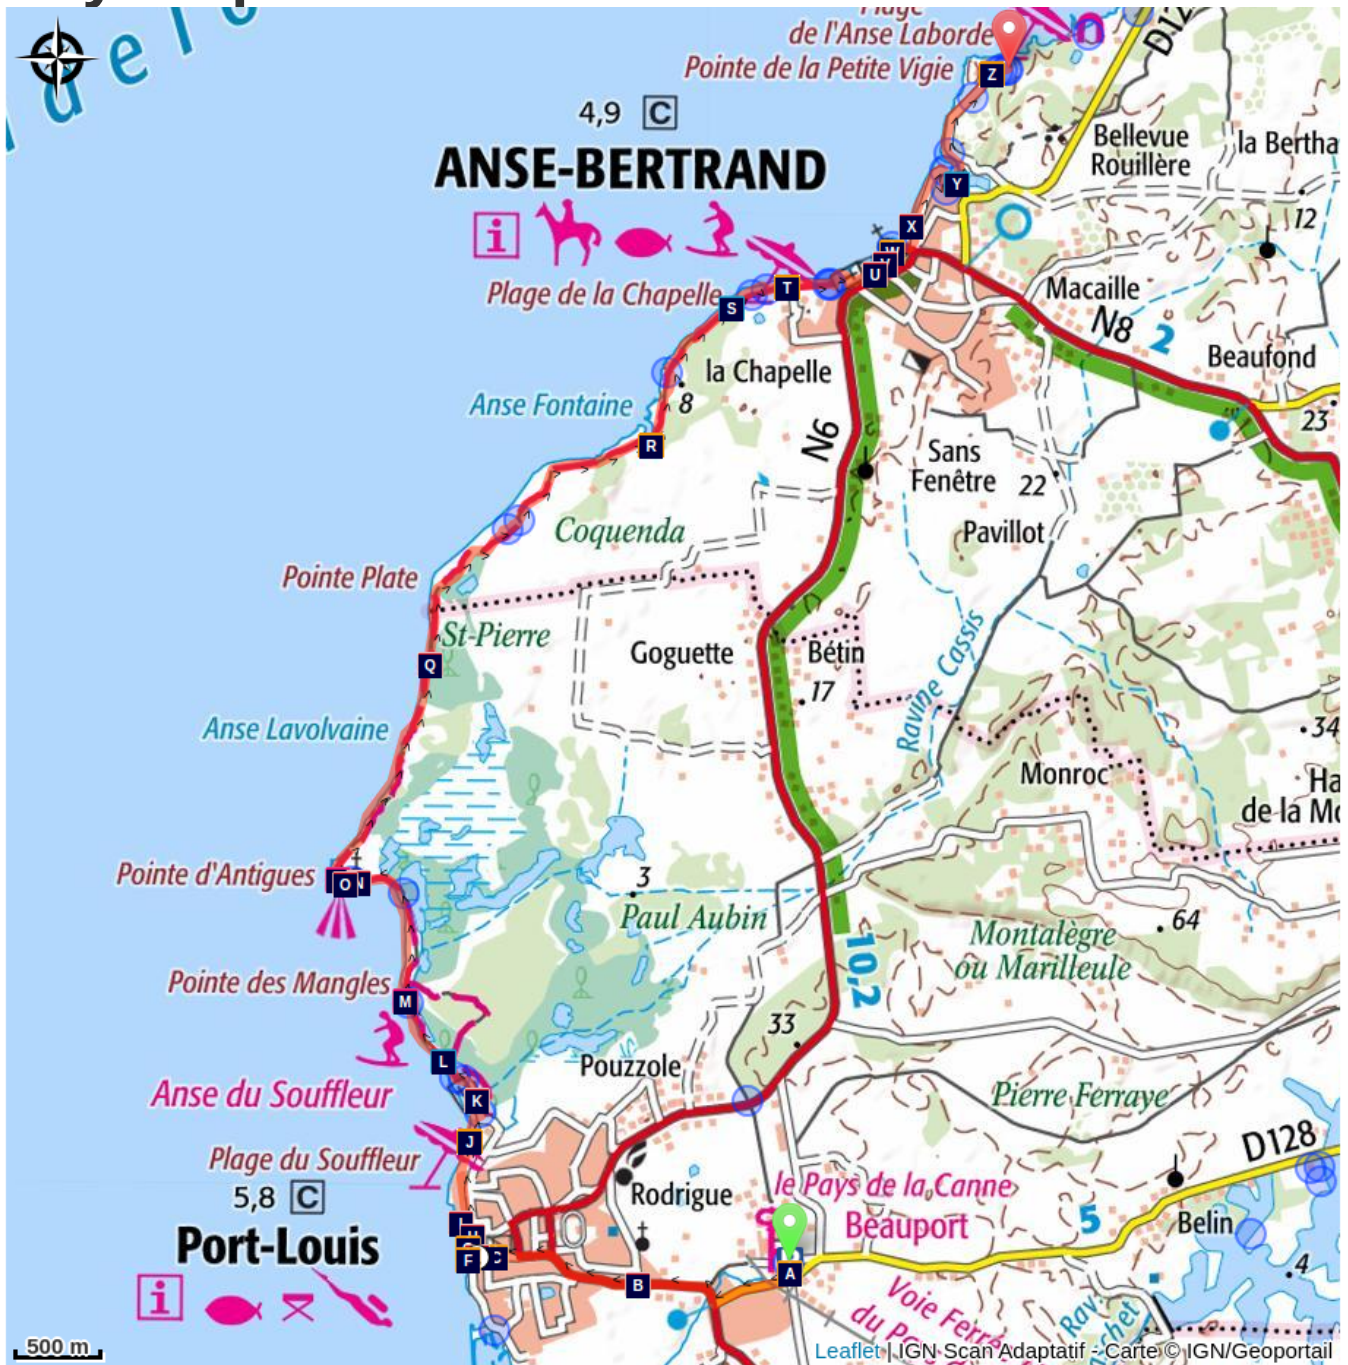 Plage
de l'Anse Laborde
D12
Z
Pointe de la Petite Vigie
4,9 C
Bellevue
Rouillère
la Bertha
ANSE-BERTRAND
Y
12
i
X
W
U
Plage de la Chapelle
T
S
Macaille
N8
2
Beaufond
la Chapelle
8
Anse Fontaine
23
R
N6
Sans
Fenêtre
22
Coquenda
Pavillot
Pointe Plate
St-Pierre
Goguette
Bétin
Q
17
Ravine Cassis
Anse Lavolvaine
34
Monroc
Ha
de la Mo
Pointe d'Antigues
O
N
3
Paul Aubin
64
Montalègre
ou Marilleule
10,2
Pointe des Mangles
M
33
L
Pouzzole
Anse du Souffleur
K
Pierre Ferraye
J
D128
Plage du Souffleur
5,8 C
Rodrigue
le Pays de la Canne
Beauport
5
Belin
I
H
Port-Louis
F
4
A
B
i
Voie Ferrée
Rav.
500 m
Leaflet | IGN Scan Adaptatif - Carte © IGN/Geoportail